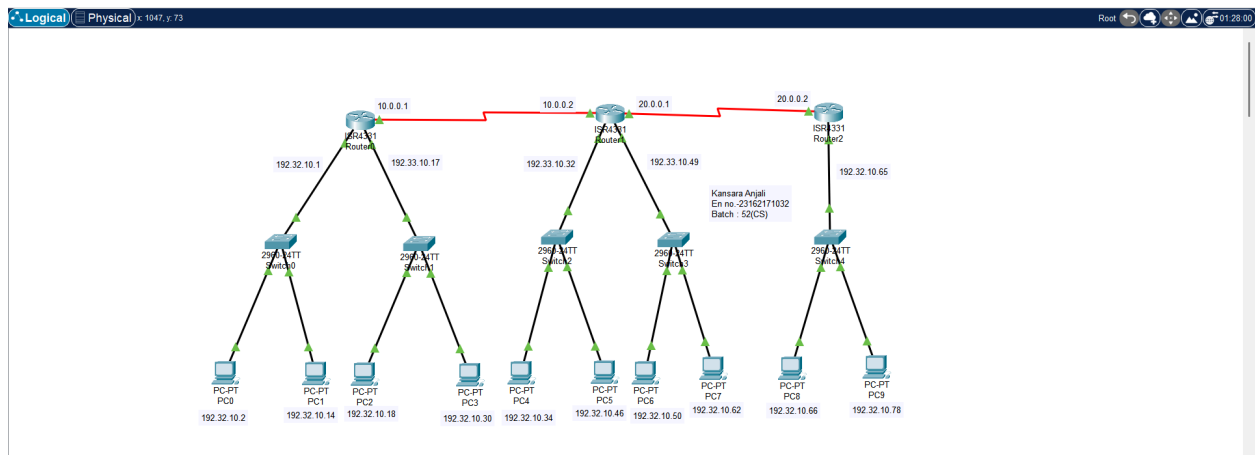 Logical
Physical
x: 1047, y: 73
Root
01:28:00
10.0.0.1
10.0.0.2
20.0.0.1
20.0.0.2
ISR4331
Router0
ISR4331
Router1
ISR4331
Router2
192.32.10.1
192.33.10.17
192.33.10.32
192.33.10.49
192.32.10.65
Kansara Anjali
En no.-23162171032
Batch : 52(CS)
2960-24TT
Switch0
2960-24TT
Switch1
2960-24TT
Switch2
2960-24TT
Switch3
2960-24TT
Switch4
PC-PT
PC0
PC-PT
PC1
PC-PT
PC2
PC-PT
PC3
PC-PT
PC4
PC-PT
PC5
PC-PT
PC6
PC-PT
PC7
PC-PT
PC8
PC-PT
PC9
192.32.10.2
192.32.10.14
192.32.10.18
192.32.10.30
192.32.10.34
192.32.10.46
192.32.10.50
192.32.10.62
192.32.10.66
192.32.10.78